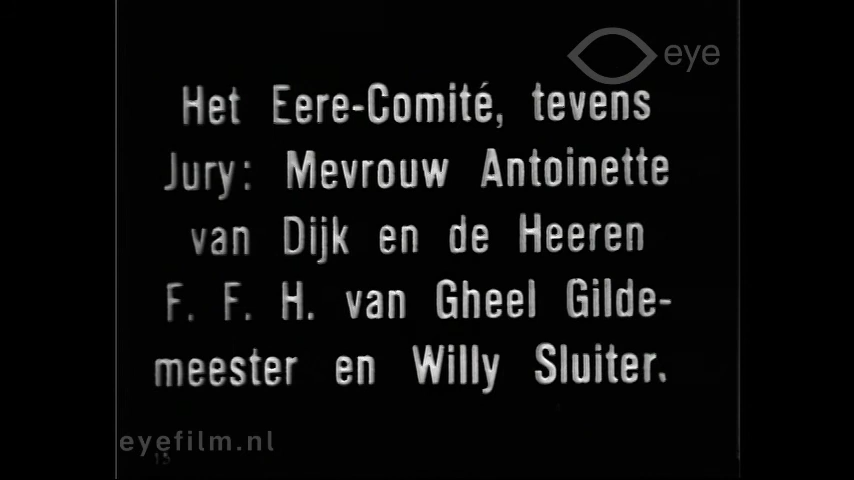 eye
Het Eere-Comité, tevens
Jury: Mevrouw Antoinette
van Dijk en de Heeren
F. F. H. van Gheel Gilde-
meester en Willy Sluiter.
eyefilm.nl
15